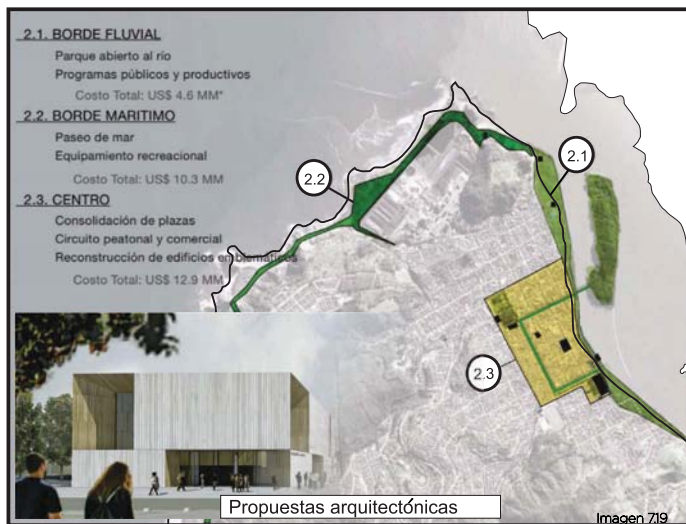 2.1. BORDE FLUVIAL
Parque abierto al río
Programas públicos y productivos
Costo Total: US$ 4.6 MM*
2.2. BORDE MARITIMO
Paseo de mar
Equipamiento recreacional
Costo Total: US$ 10.3 MM
2.3. CENTRO
Consolidación de plazas
Circuito peatonal y comercial
Reconstrucción de edificios emblematicos
Costo Total: US$ 12.9 MM
2.1
2.2
2.3
Propuestas arquitectónicas
Imagen 7.19